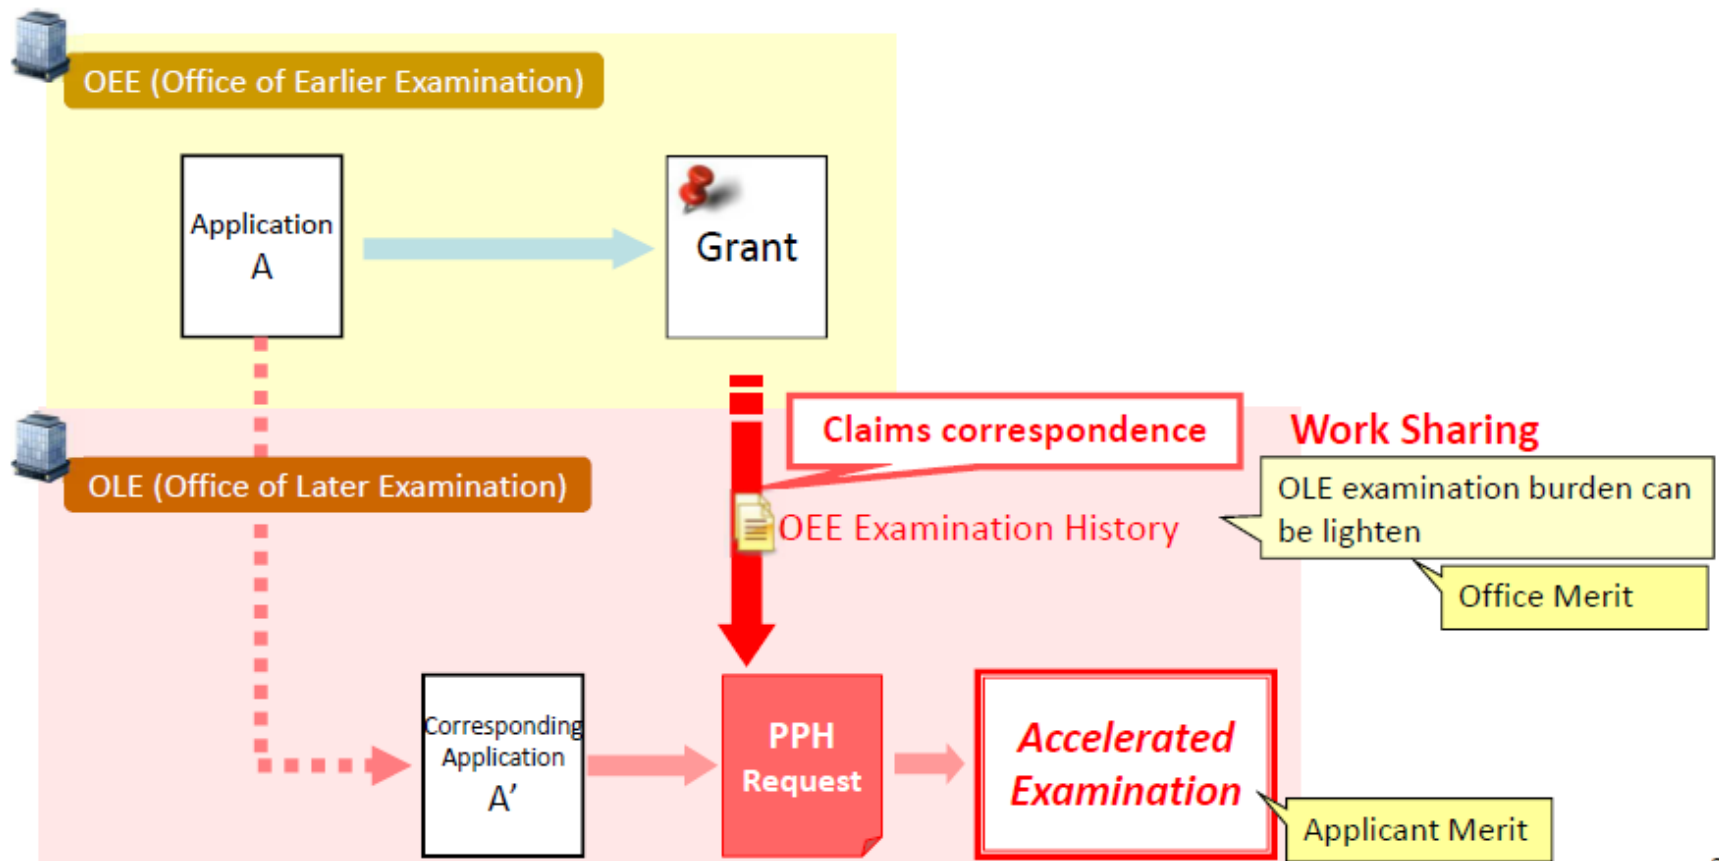 OEE (Office of Earlier Examination)
Application
A
Grant
Claims correspondence
Work Sharing
OLE (Office of Later Examination)
OLE examination burden can
be lighten
OEE Examination History
Office Merit
Corresponding
Application
A’
PPH
Request
Accelerated
Examination
Applicant Merit